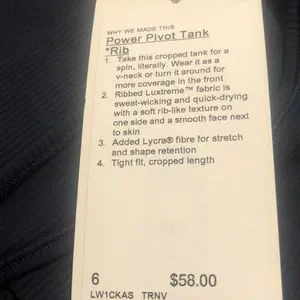 WHY WE MADE THIS
Power Pivot Tank
*Rib
1. Take this cropped tank for a
spin, literally. Wear it as a
v-neck or turn it around for
more coverage in the front
2. Ribbed Luxtreme™ fabric is
sweat-wicking and quick-drying
with a soft rib-like texture on
one side and a smooth face next
to skin
3. Added Lycra® fibre for stretch
and shape retention
4. Tight fit, cropped length
6 $58.00
LW1CKAS TRNV